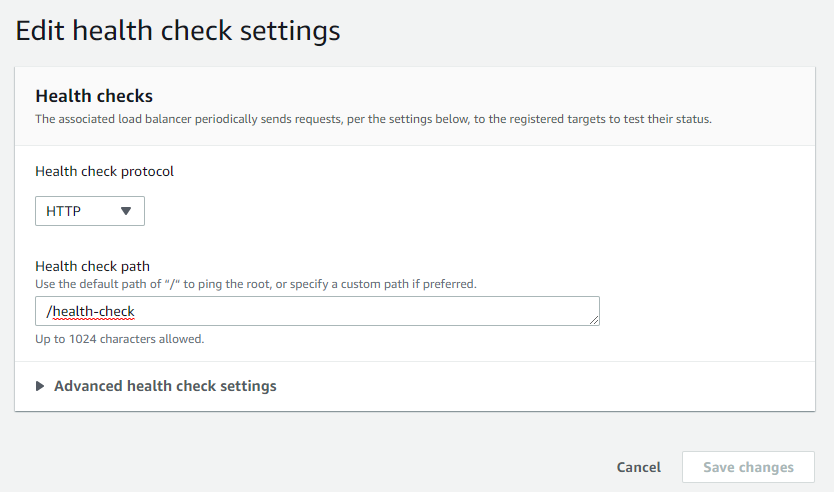 Edit health check settings
Health checks
The associated load balancer periodically sends requests, per the settings below, to the registered targets to test their status.
Health check protocol
HTTP
Health check path
Use the default path of "/" to ping the root, or specify a custom path if preferred.
/health-check
Up to 1024 characters allowed.
Advanced health check settings
Cancel Save changes